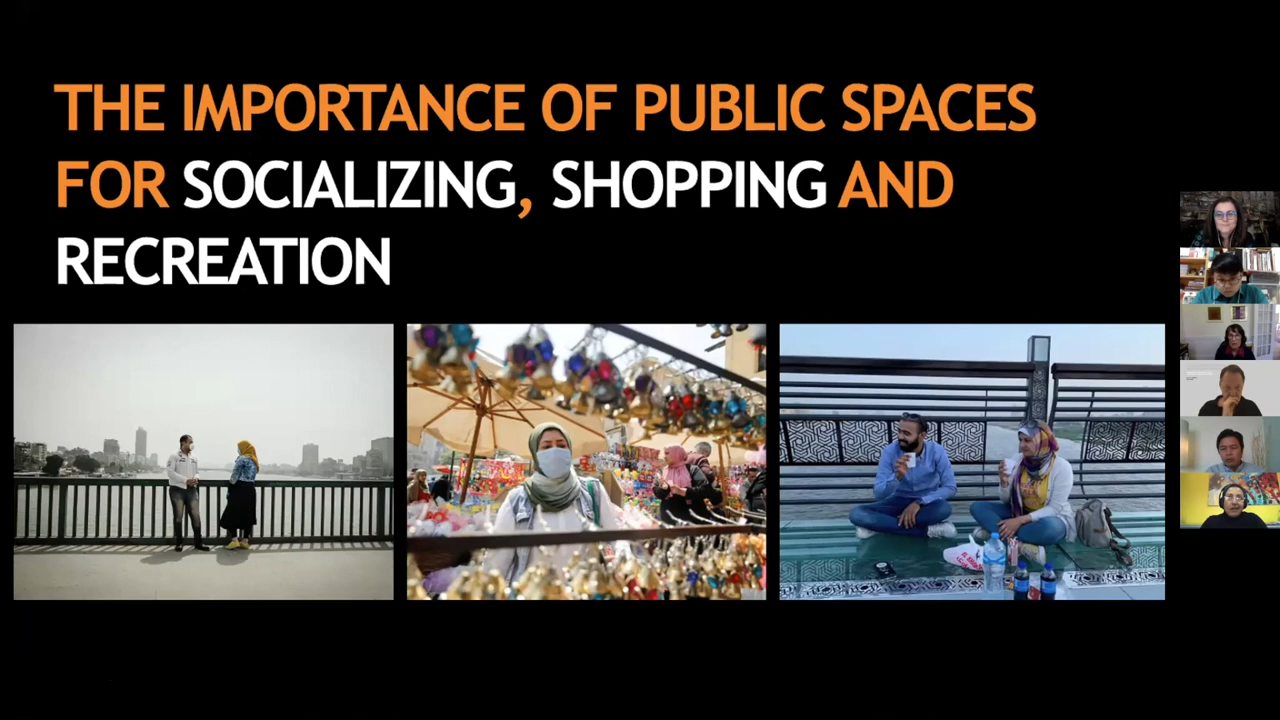 THE IMPORTANCE OF PUBLIC SPACES
FOR SOCIALIZING, SHOPPING AND
RECREATION